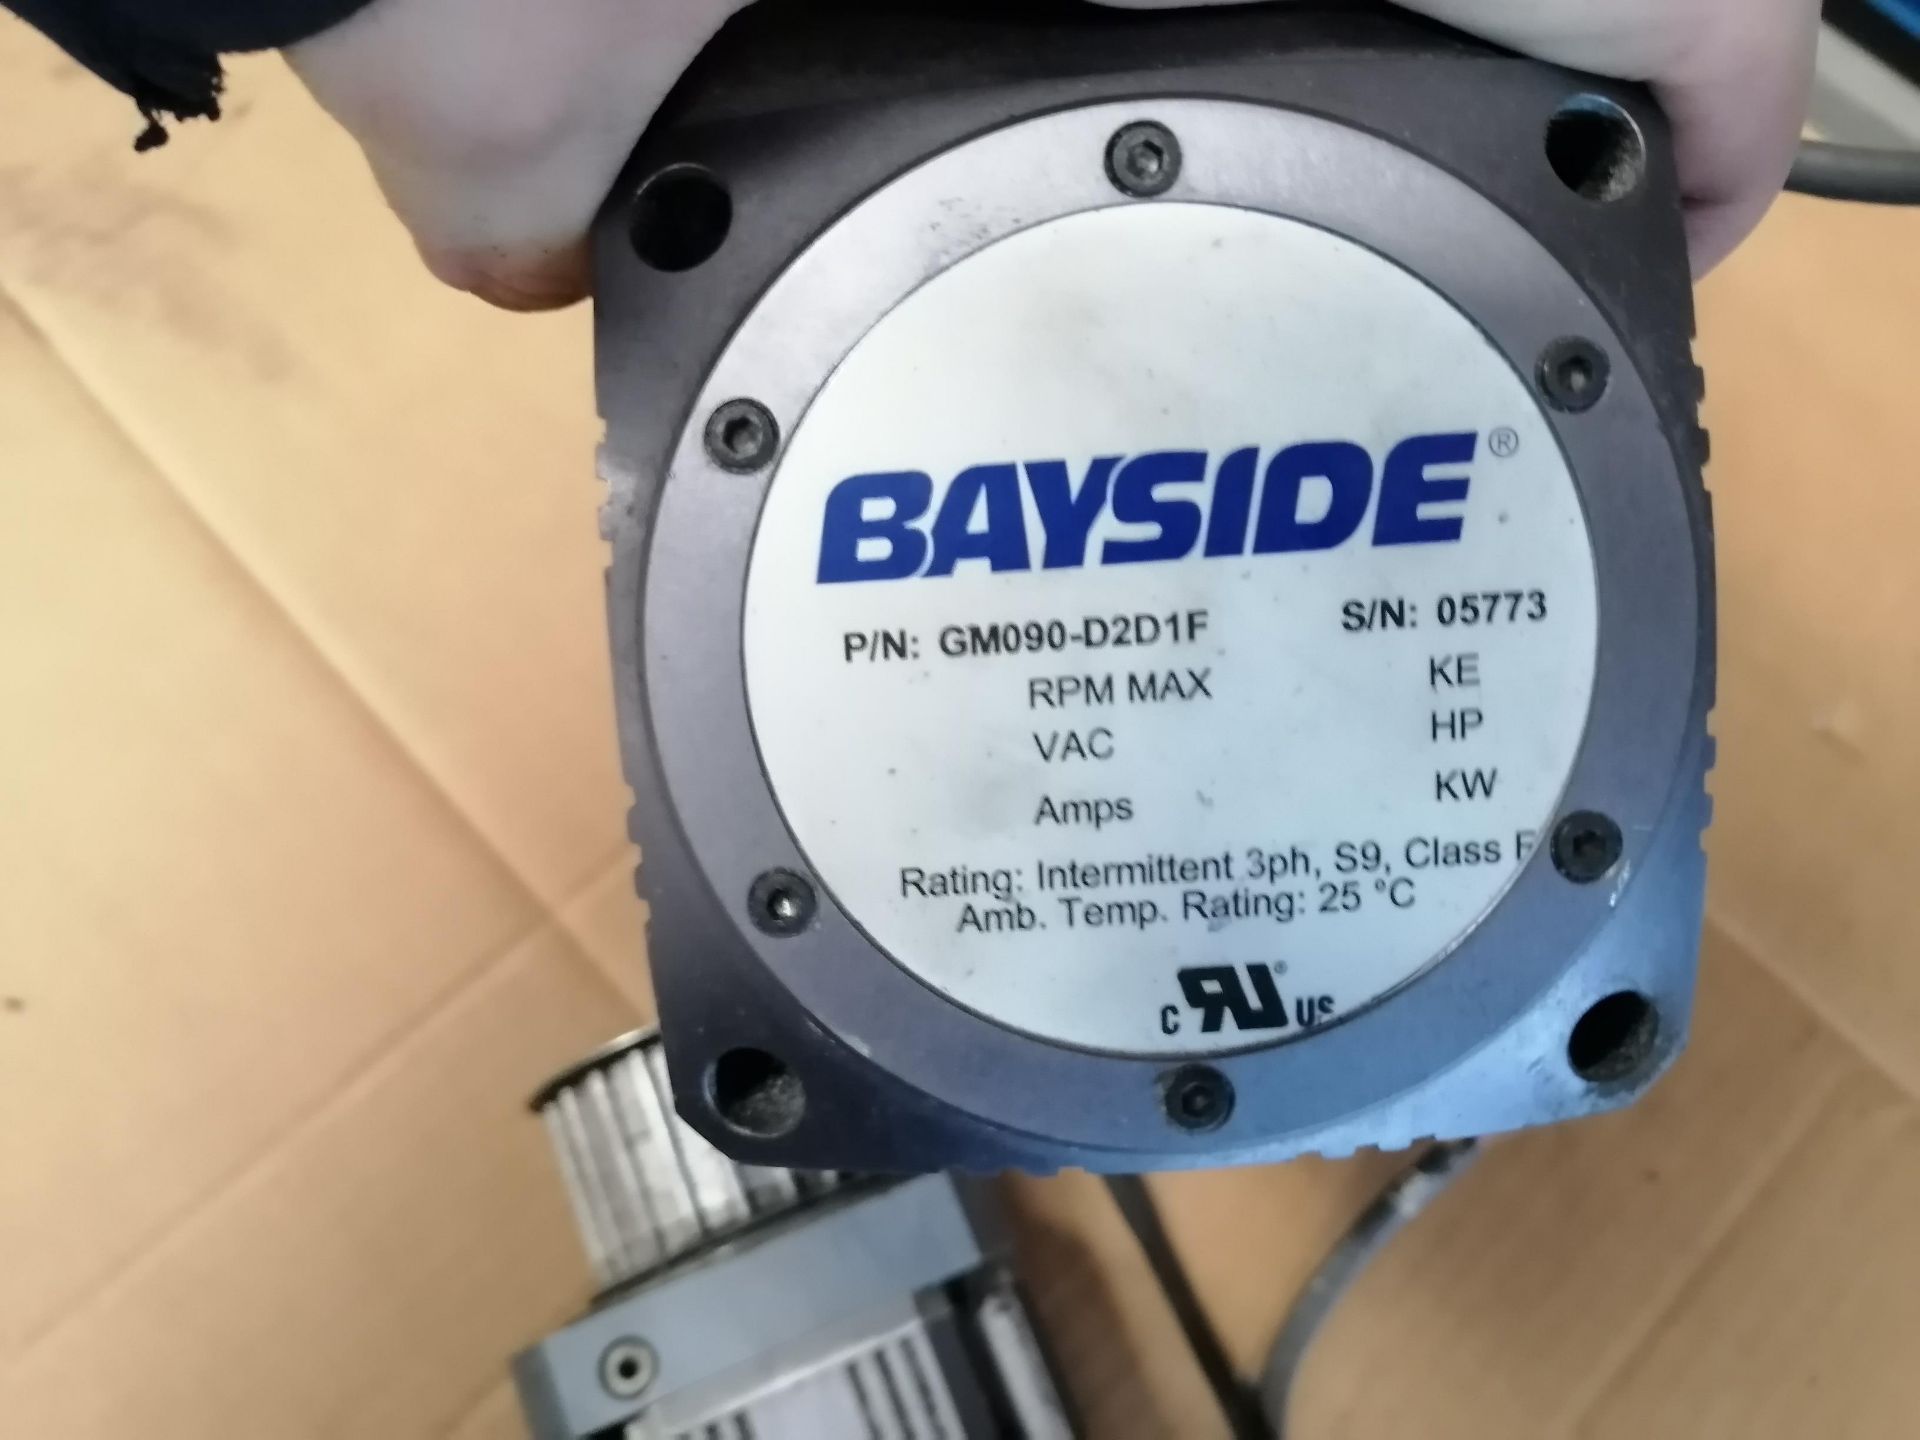 BAYSIDE®
P/N: GM090-D2D1F S/N: 05773
RPM MAX KE
VAC HP
Amps KW
Rating: Intermittent 3ph, S9, Class F
Amb. Temp. Rating: 25 °C
c RU® US